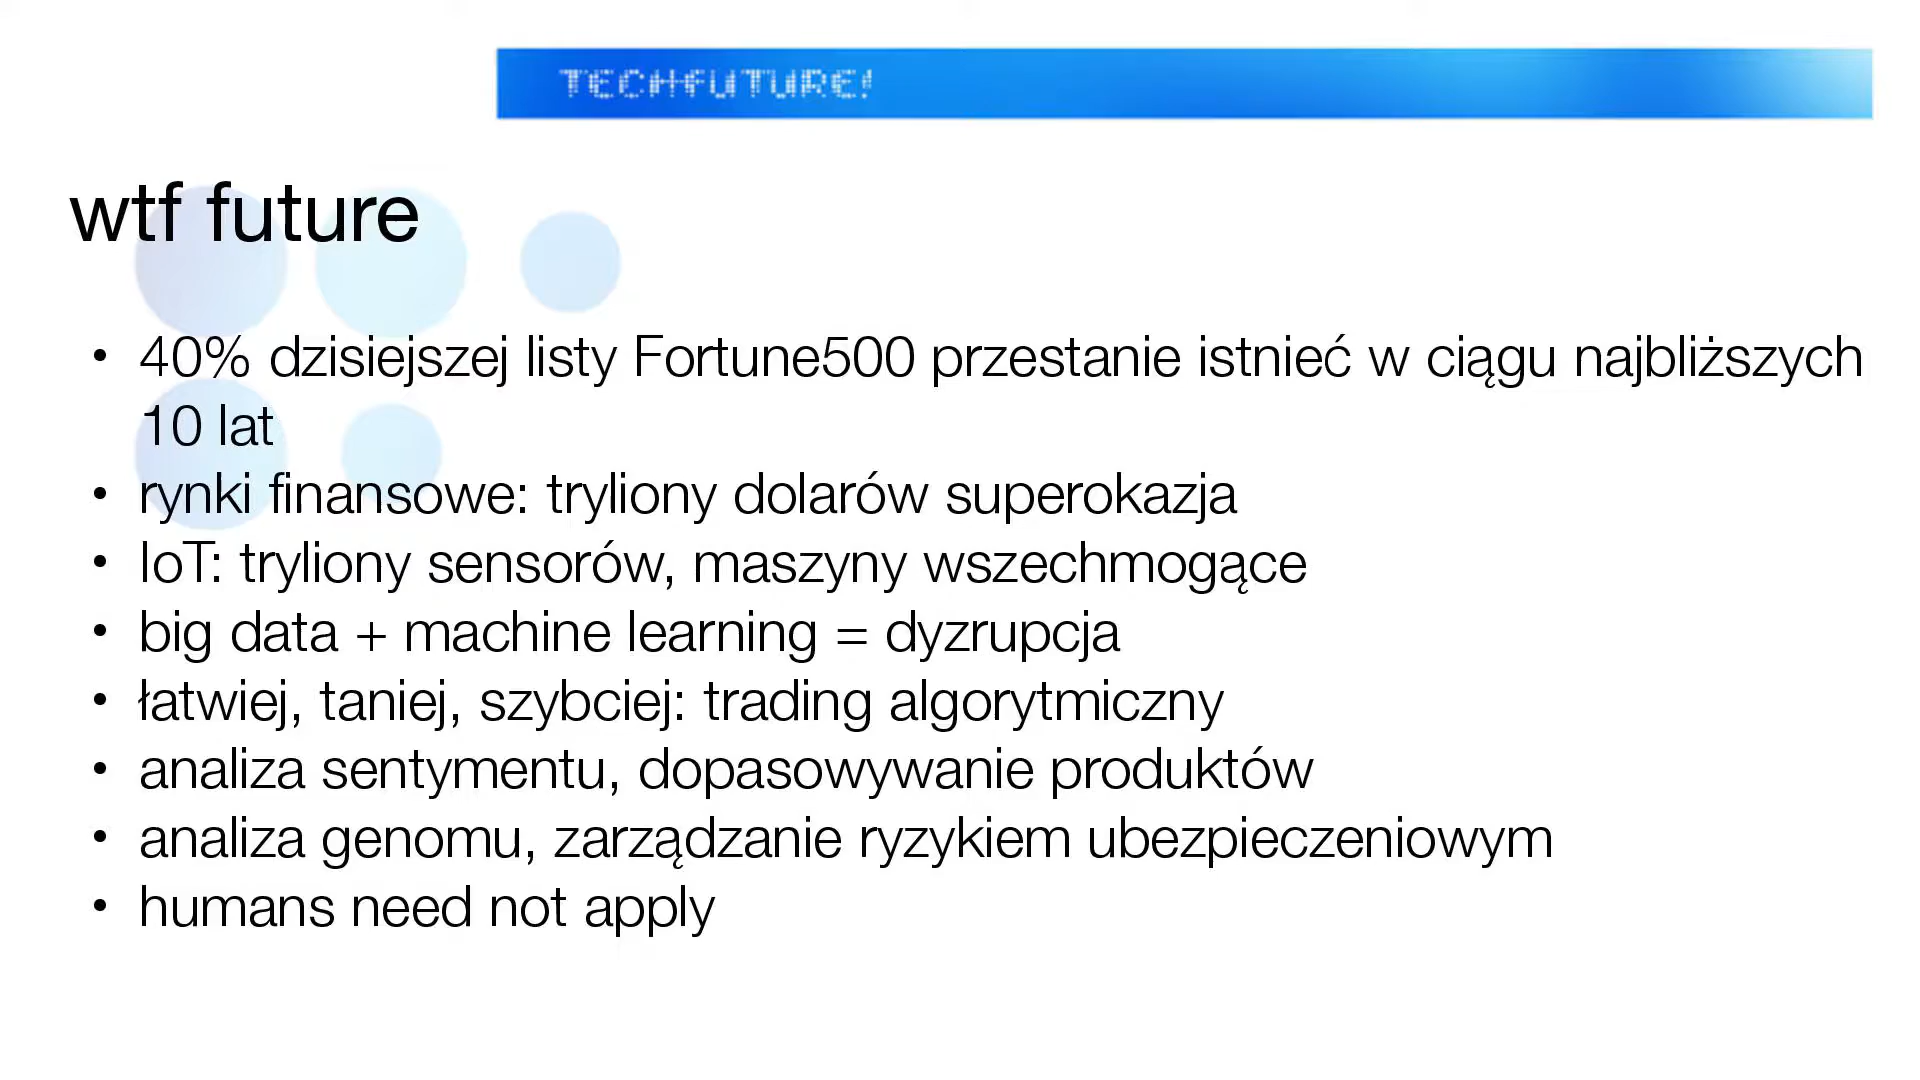 TECHFUTURE!
wtf future
• 40% dzisiejszej listy Fortune500 przestanie istnieć w ciągu najbliższych
10 lat
• rynki finansowe: tryliony dolarów superokazja
• IoT: tryliony sensorów, maszyny wszechmogące
• big data + machine learning = dyzrupcja
• łatwiej, taniej, szybciej: trading algorytmiczny
• analiza sentymentu, dopasowywanie produktów
• analiza genomu, zarządzanie ryzykiem ubezpieczeniowym
• humans need not apply